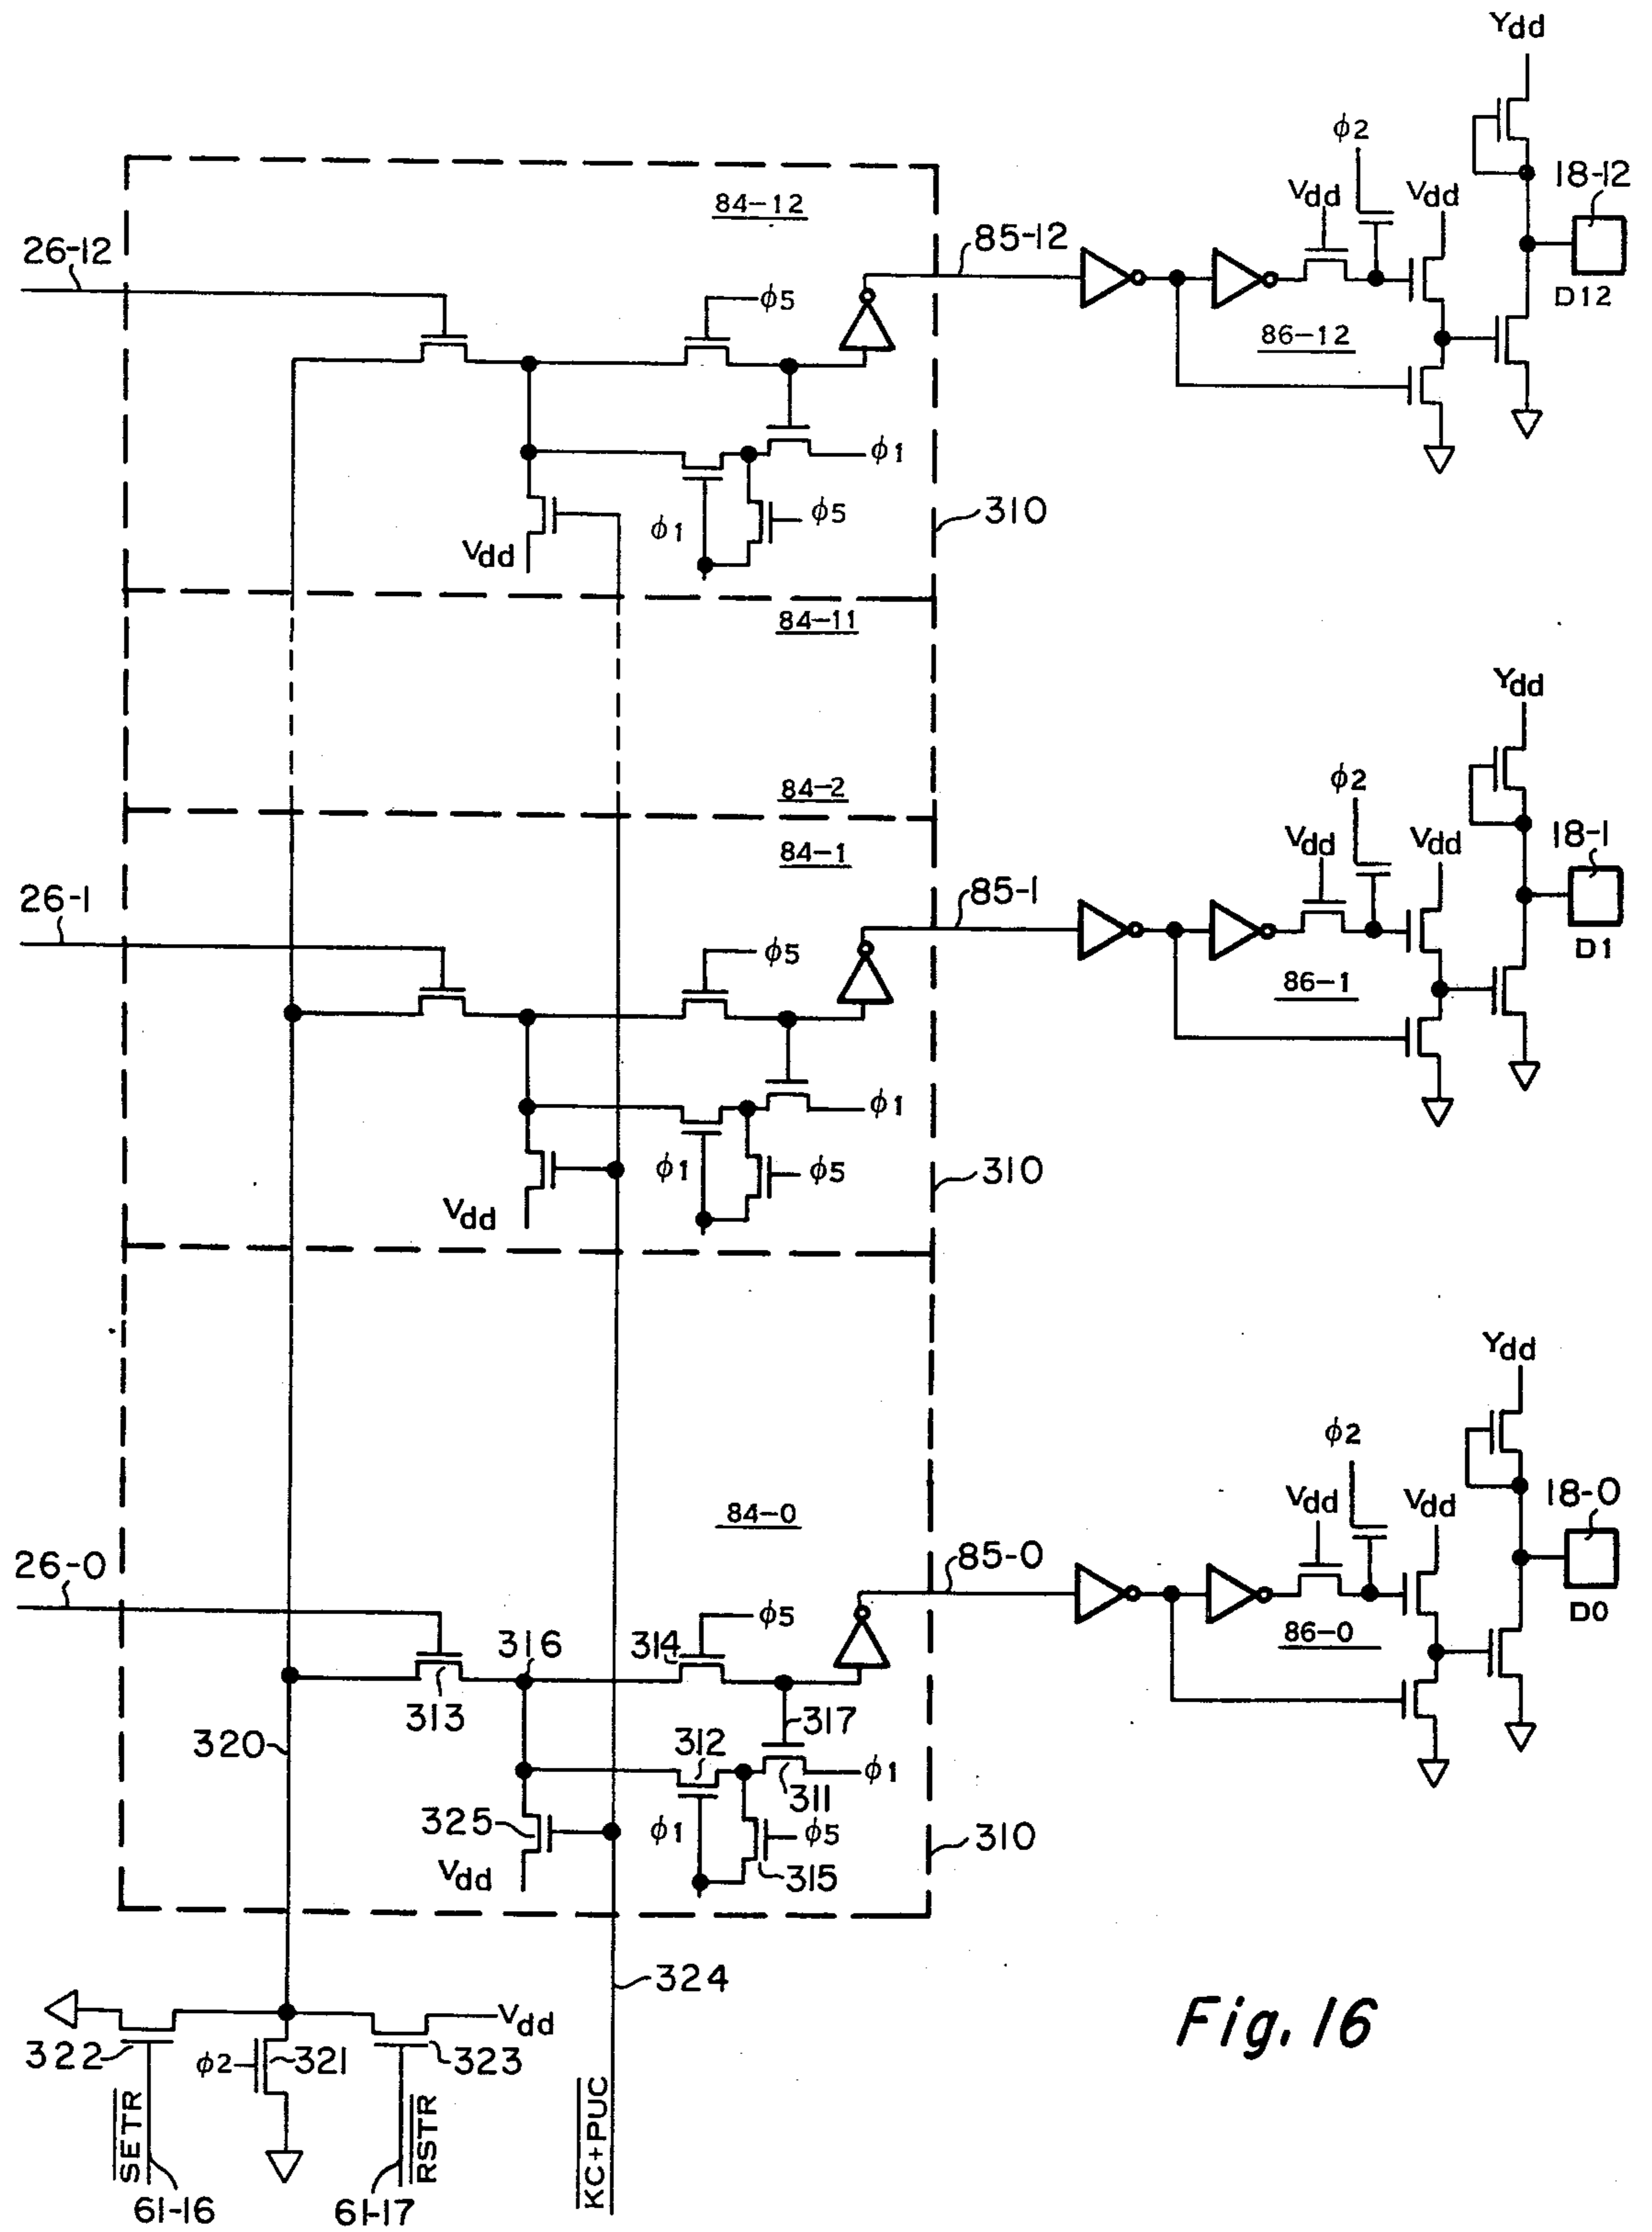 Ydd
ϕ2
18-12
84-12
Vdd
Vdd
26-12
85-12
ϕ5
D12
86-12
ϕ1
310
ϕ1
ϕ5
Vdd
84-11
Ydd
84-2
ϕ2
84-1
Vdd
Vdd
18-1
26-1
85-1
ϕ5
D1
86-1
ϕ1
ϕ1
ϕ5
310
Vdd
Ydd
ϕ2
84-0
Vdd
Vdd
18-0
26-0
85-0
ϕ5
D0
316
314
86-0
313
317
320
312
ϕ1
311
325
ϕ1
ϕ5
310
Vdd
315
324
Vdd
322
ϕ2
321
323
Fig. 16
SETR
RSTR
KC+PUC
61-16
61-17